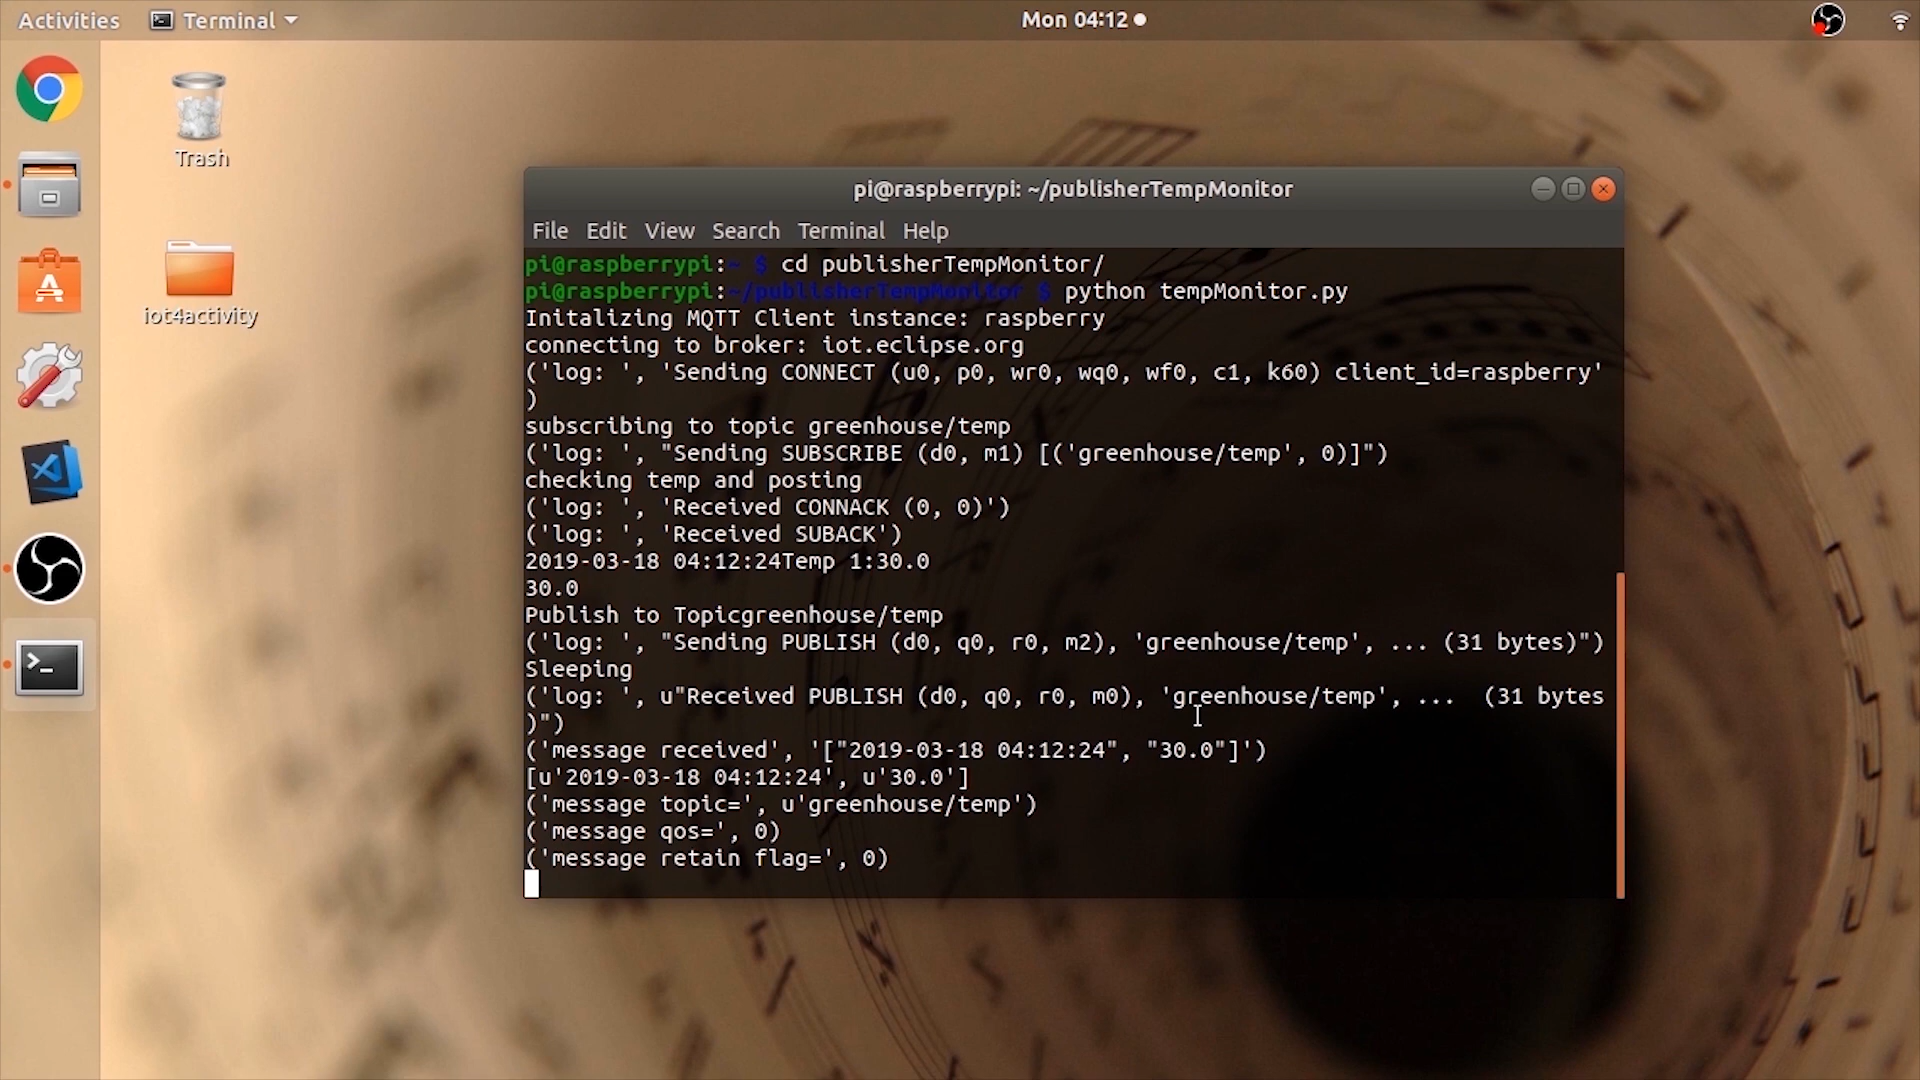 Activities
Terminal
Mon 04:12
Trash
iot4activity
pi@raspberrypi: ~/publisherTempMonitor
File Edit View Search Terminal Help
pi@raspberrypi:~ $ cd publisherTempMonitor/
pi@raspberrypi:~/publisherTempMonitor $ python tempMonitor.py
Initalizing MQTT Client instance: raspberry
connecting to broker: iot.eclipse.org
('log: ', 'Sending CONNECT (u0, p0, wr0, wq0, wf0, c1, k60) client_id=raspberry'
)
subscribing to topic greenhouse/temp
('log: ', "Sending SUBSCRIBE (d0, m1) [('greenhouse/temp', 0)]")
checking temp and posting
('log: ', 'Received CONNACK (0, 0)')
('log: ', 'Received SUBACK')
2019-03-18 04:12:24Temp 1:30.0
30.0
Publish to Topicgreenhouse/temp
('log: ', "Sending PUBLISH (d0, q0, r0, m2), 'greenhouse/temp', ... (31 bytes)")
Sleeping
('log: ', u"Received PUBLISH (d0, q0, r0, m0), 'greenhouse/temp', ...  (31 bytes
)")
('message received', '["2019-03-18 04:12:24", "30.0"]')
[u'2019-03-18 04:12:24', u'30.0']
('message topic=', u'greenhouse/temp')
('message qos=', 0)
('message retain flag=', 0)